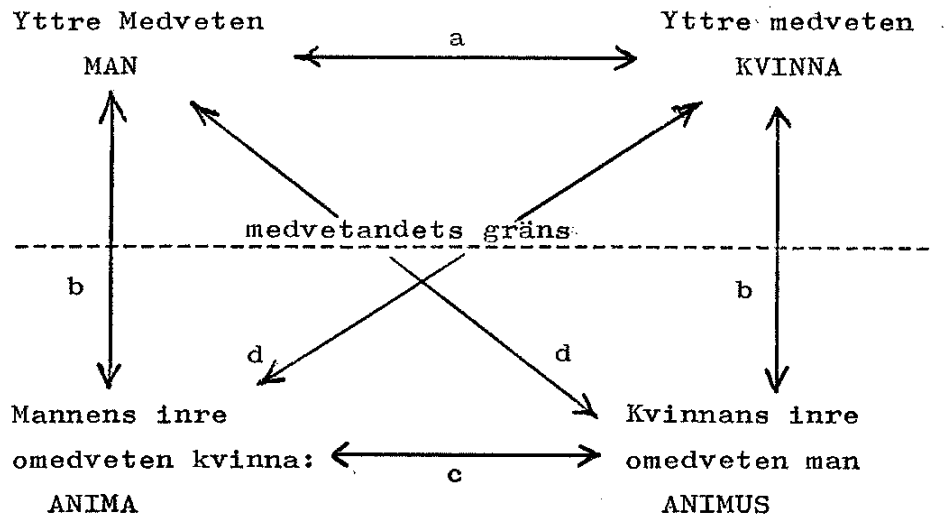 Yttre Medveten
MAN
a
Yttre medveten
KVINNA
medvetandets gräns
b
b
d
d
Mannens inre
omedveten kvinna:
ANIMA
c
Kvinnans inre
omedveten man
ANIMUS